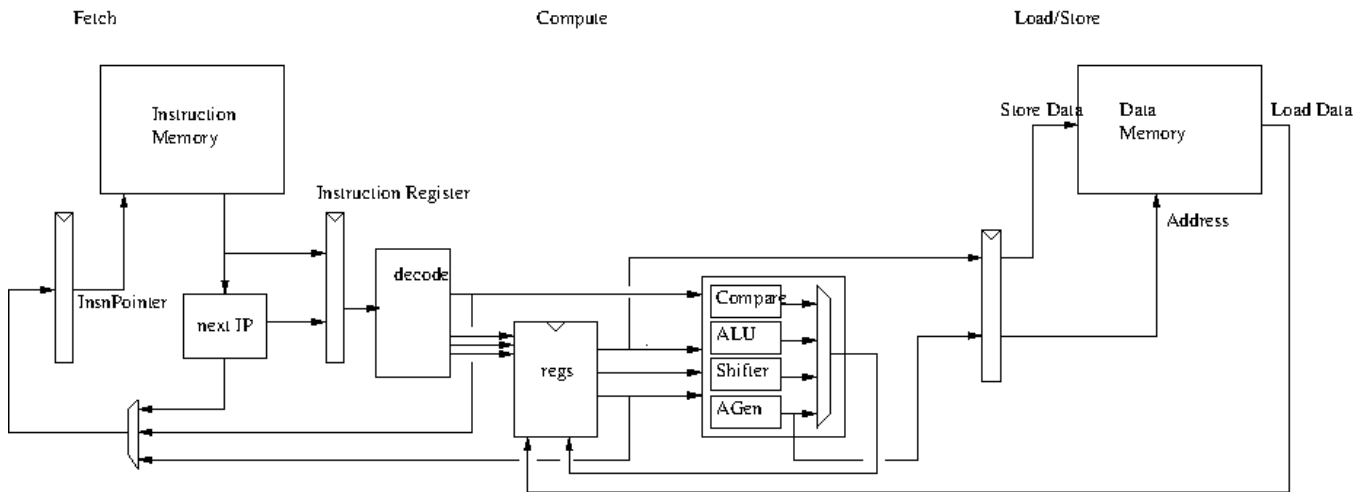 Fetch
Compute
Load/Store
Instruction
Memory
Store Data
Data
Memory
Load Data
Instruction Register
Address
InsnPointer
decode
next IP
Compare
ALU
regs
Shifter
AGen